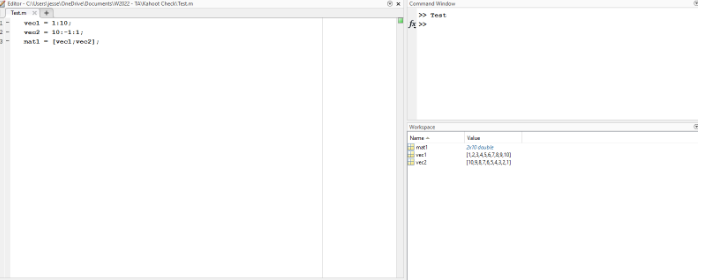 Editor - C:\Users\jesse\OneDrive\Documents\W2022 - TA\Kahoot Check\Test.m
Test.m
1 vec1 = 1:10;
2 vec2 = 10:-1:1;
3 mat1 = [vec1;vec2];
Command Window
>> Test
fx >>
Workspace
Name Value
mat1 2x10 double
vec1 [1,2,3,4,5,6,7,8,9,10]
vec2 [10,9,8,7,6,5,4,3,2,1]